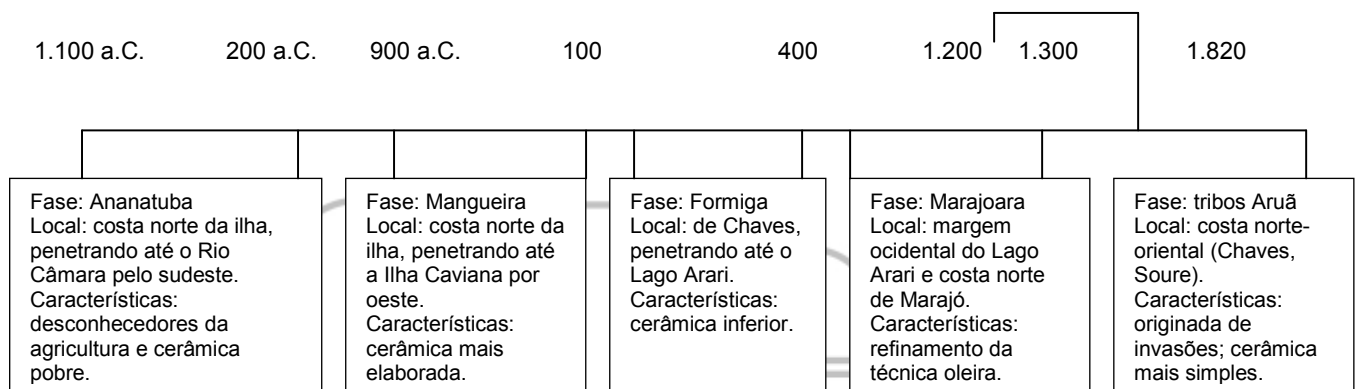 1.100 a.C. 200 a.C. 900 a.C. 100 400 1.200 1.300 1.820
Fase: Ananatuba
Local: costa norte da ilha,
penetrando até o Rio
Câmara pelo sudeste.
Características:
desconhecedores da
agricultura e cerâmica
pobre.
Fase: Mangueira
Local: costa norte da
ilha, penetrando até
a Ilha Caviana por
oeste.
Características:
cerâmica mais
elaborada.
Fase: Formiga
Local: de Chaves,
penetrando até o
Lago Arari.
Características:
cerâmica inferior.
Fase: Marajoara
Local: margem
ocidental do Lago
Arari e costa norte
de Marajó.
Características:
refinamento da
técnica oleira.
Fase: tribos Aruã
Local: costa norte-
oriental (Chaves,
Soure).
Características:
originada de
invasões; cerâmica
mais simples.